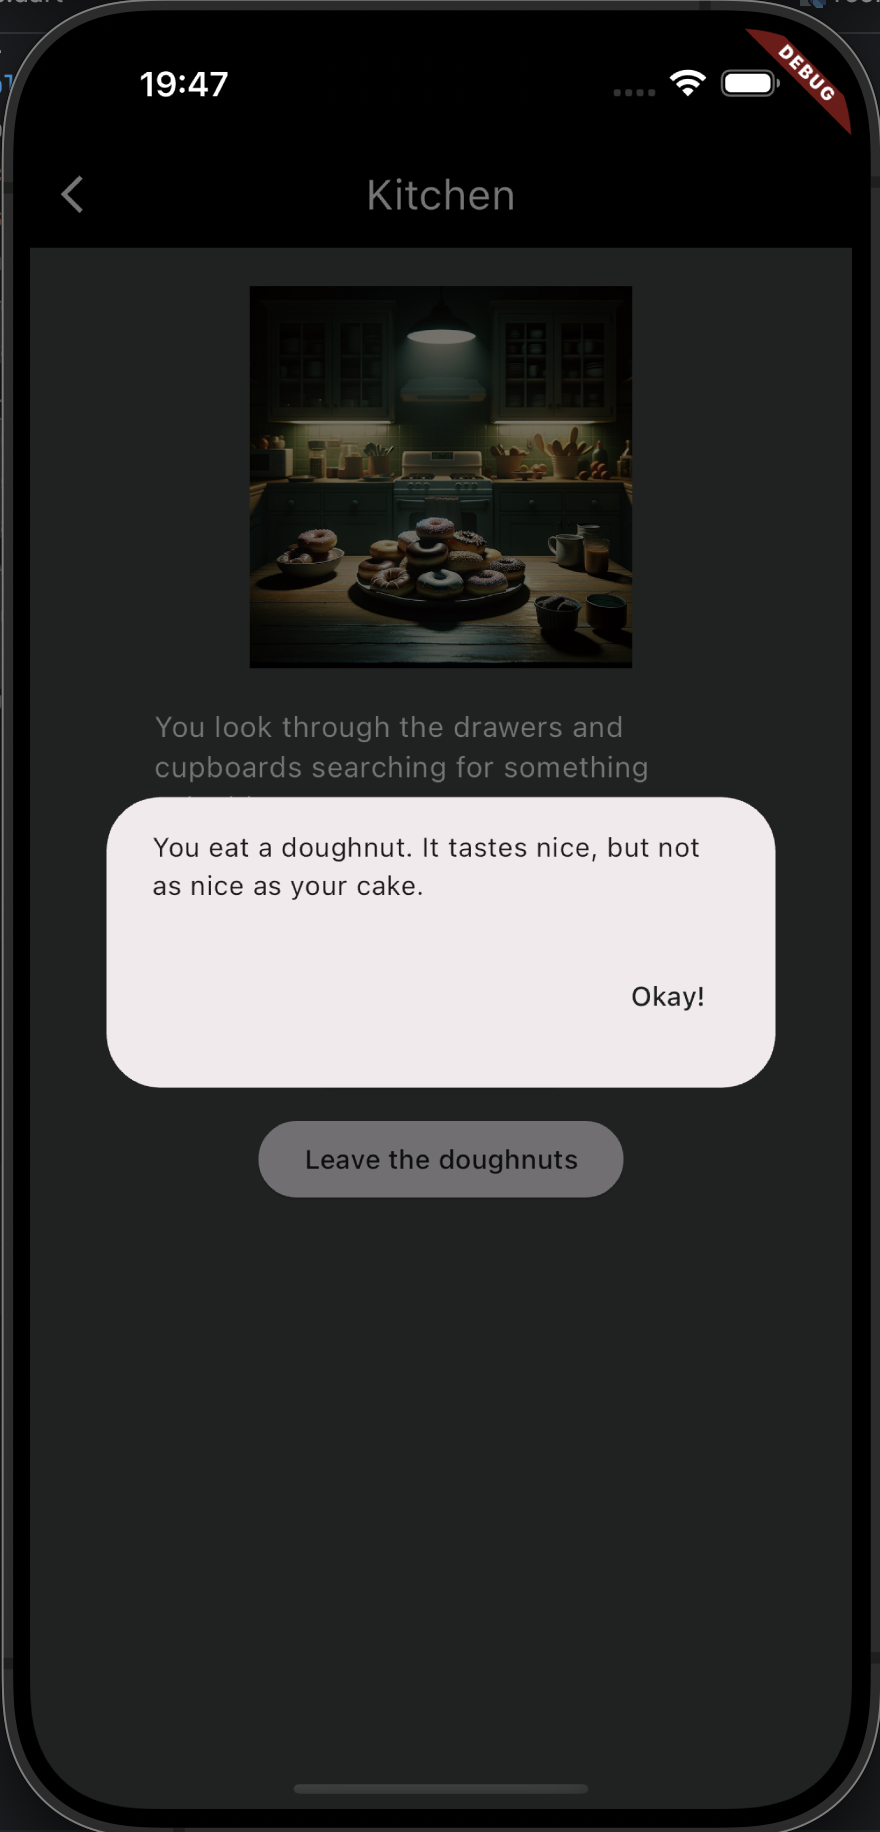 19:47
DEBUG
Kitchen
You look through the drawers and
cupboards searching for something
You eat a doughnut. It tastes nice, but not
as nice as your cake.
Okay!
Leave the doughnuts